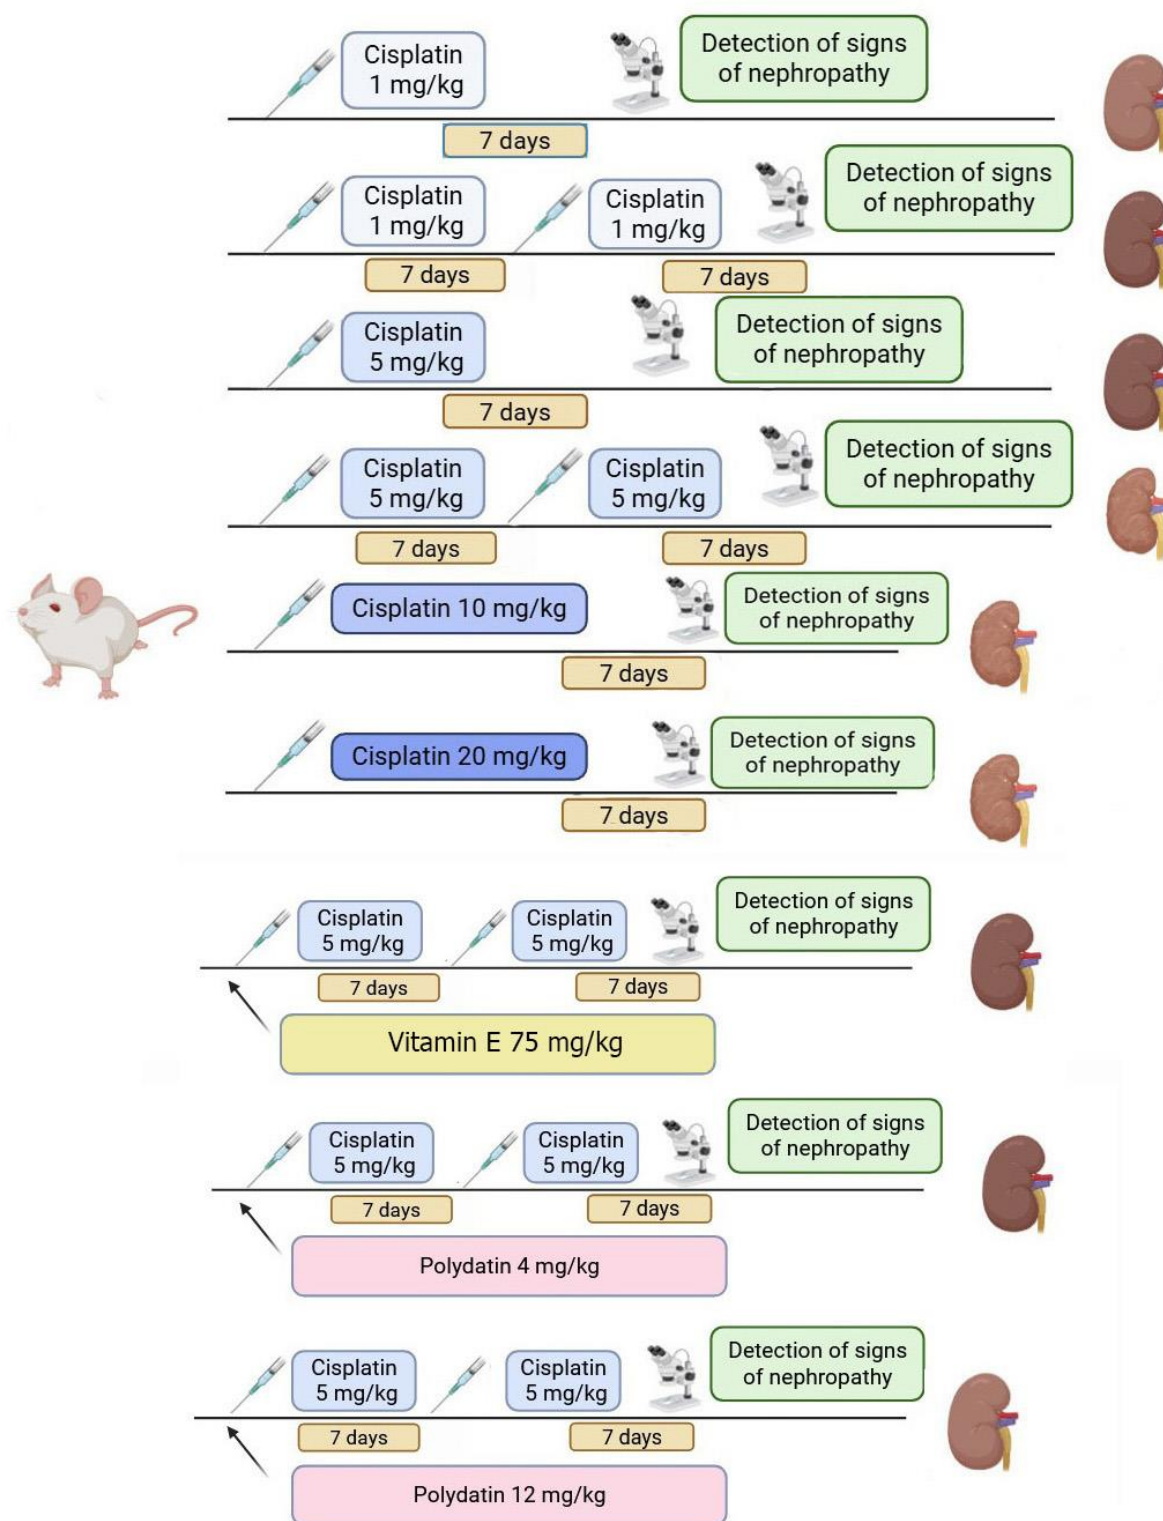 Cisplatin
1 mg/kg
Detection of signs
of nephropathy
7 days
Cisplatin
1 mg/kg
Cisplatin
1 mg/kg
Detection of signs
of nephropathy
7 days
7 days
Cisplatin
5 mg/kg
Detection of signs
of nephropathy
7 days
Cisplatin
5 mg/kg
Cisplatin
5 mg/kg
Detection of signs
of nephropathy
7 days
7 days
Cisplatin 10 mg/kg
Detection of signs
of nephropathy
7 days
Cisplatin 20 mg/kg
Detection of signs
of nephropathy
7 days
Cisplatin
5 mg/kg
Cisplatin
5 mg/kg
Detection of signs
of nephropathy
7 days
7 days
Vitamin E 75 mg/kg
Cisplatin
5 mg/kg
Cisplatin
5 mg/kg
Detection of signs
of nephropathy
7 days
7 days
Polydatin 4 mg/kg
Cisplatin
5 mg/kg
Cisplatin
5 mg/kg
Detection of signs
of nephropathy
7 days
7 days
Polydatin 12 mg/kg